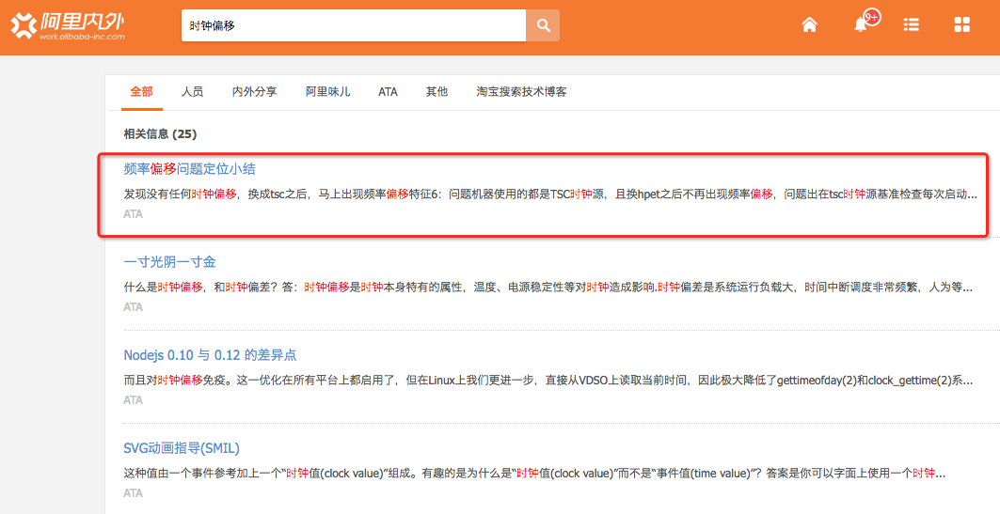 阿里内外
work.alibaba-inc.com
时钟偏移
9+
全部 人员 内外分享 阿里味儿 ATA 其他 淘宝搜索技术博客
相关信息 (25)
频率偏移问题定位小结
发现没有任何时钟偏移，换成tsc之后，马上出现频率偏移特征6：问题机器使用的都是TSC时钟源，且换hpet之后不再出现频率偏移，问题出在tsc时钟源基准检查每次启动...
ATA
一寸光阴一寸金
什么是时钟偏移，和时钟偏差？答：时钟偏移是时钟本身特有的属性，温度、电源稳定性等对时钟造成影响.时钟偏差是系统运行负载大，时间中断调度非常频繁，人为等...
ATA
Nodejs 0.10 与 0.12 的差异点
而且对时钟偏移免疫。这一优化在所有平台上都启用了，但在Linux上我们更进一步，直接从VDSO上读取当前时间，因此极大降低了gettimeofday(2)和clock_gettime(2)系...
ATA
SVG动画指导(SMIL)
这种值由一个事件参考加上一个“时钟值(clock value)”组成。有趣的是为什么是“时钟值(clock value)”而不是“事件值(time value)”？答案是你可以字面上使用一个时钟...
ATA